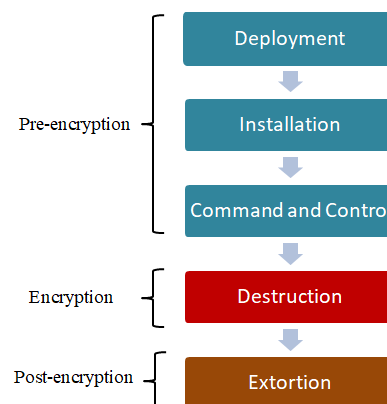 Deployment
Pre-encryption
Installation
Command and Contro
Encryption
Destruction
Post-encryption
Extortion